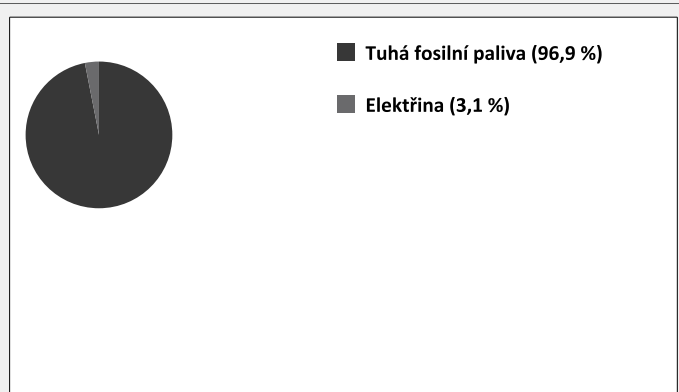 Tuhá fosilní paliva (96,9 %)
Elektřina (3,1 %)